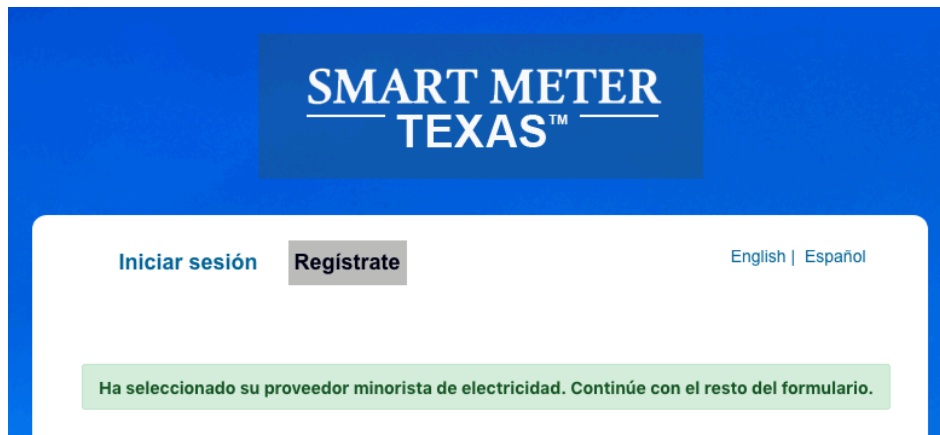 SMART METER
TEXAS™
Iniciar sesión Regístrate English | Español
Ha seleccionado su proveedor minorista de electricidad. Continúe con el resto del formulario.